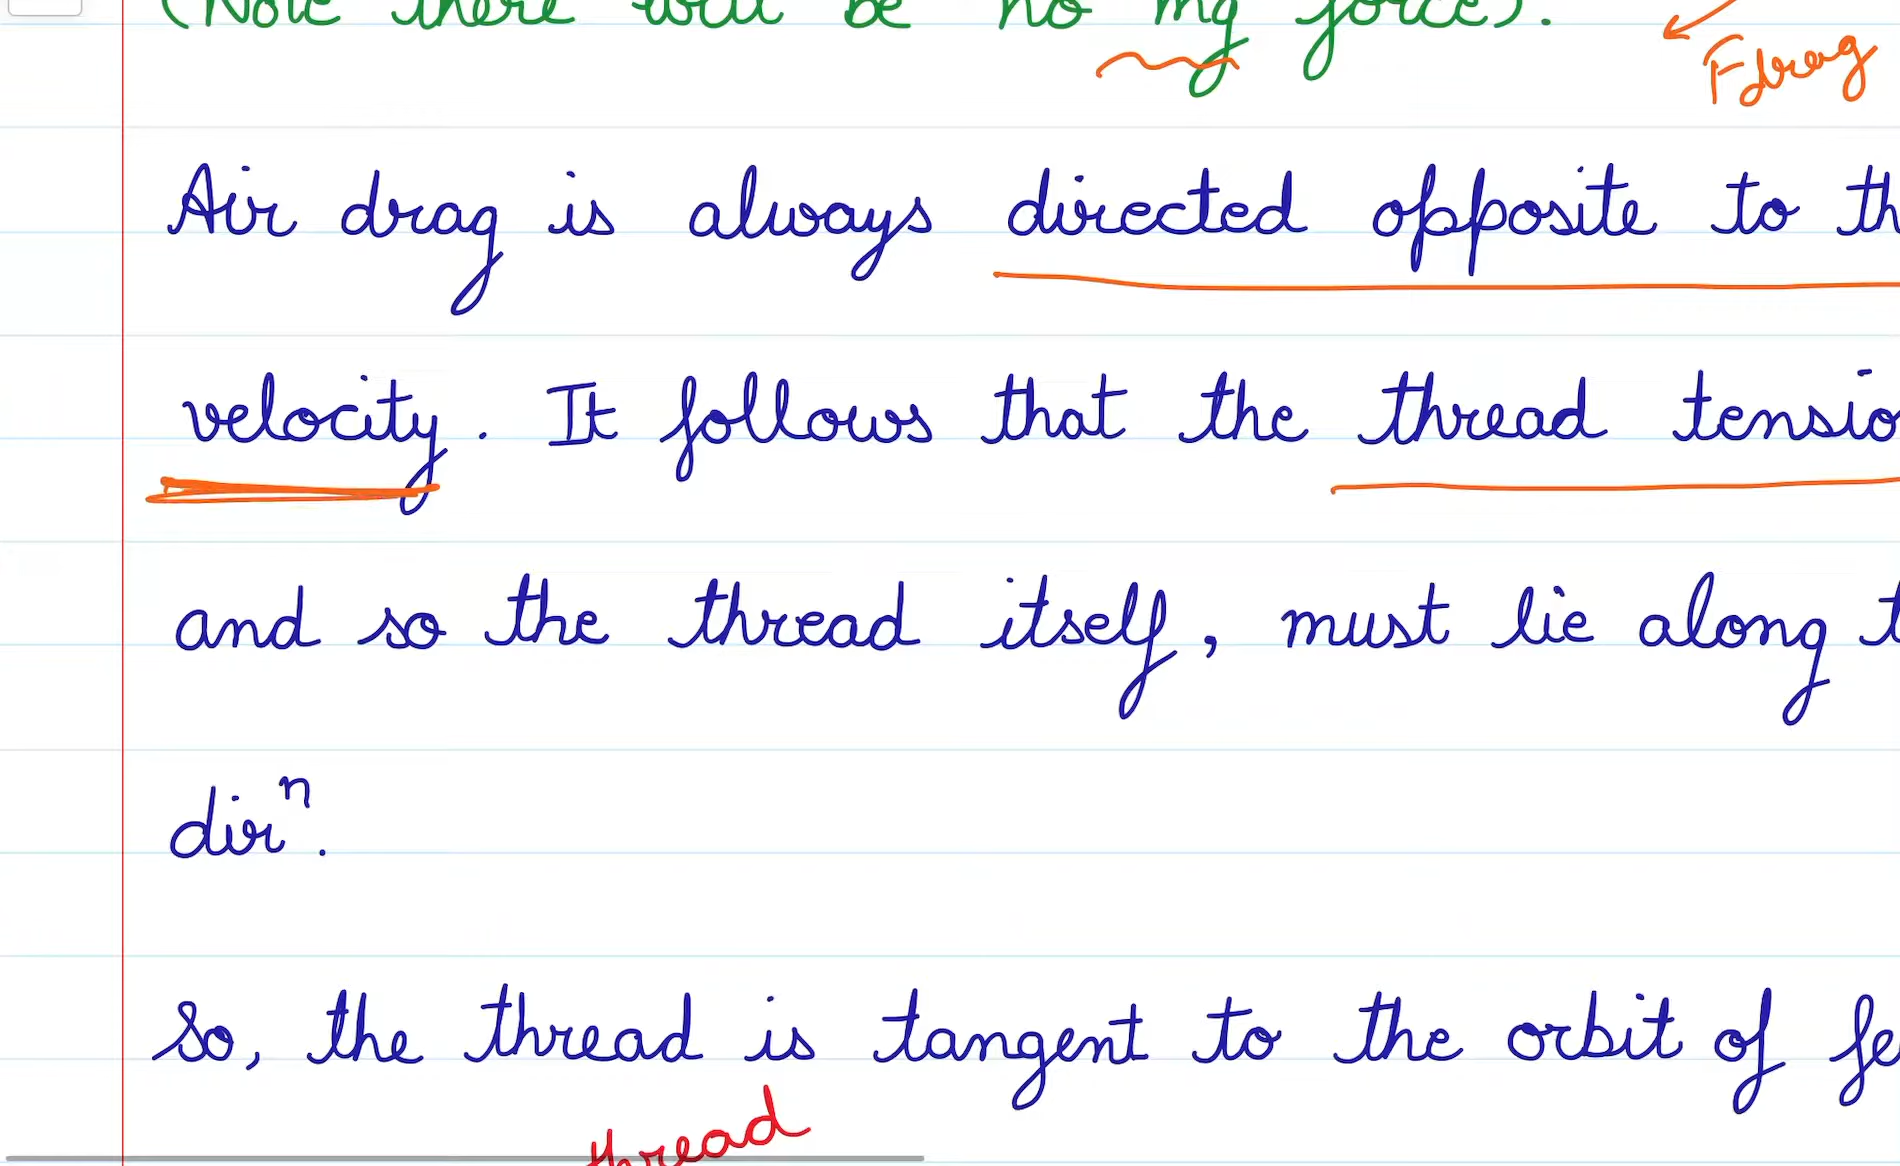 (Note there will be no mg force).
Fdrag
Air drag is always directed opposite to th
velocity. It follows that the thread tensio
and so the thread itself, must lie along t
dirⁿ.
So, the thread is tangent to the orbit of fe
thread